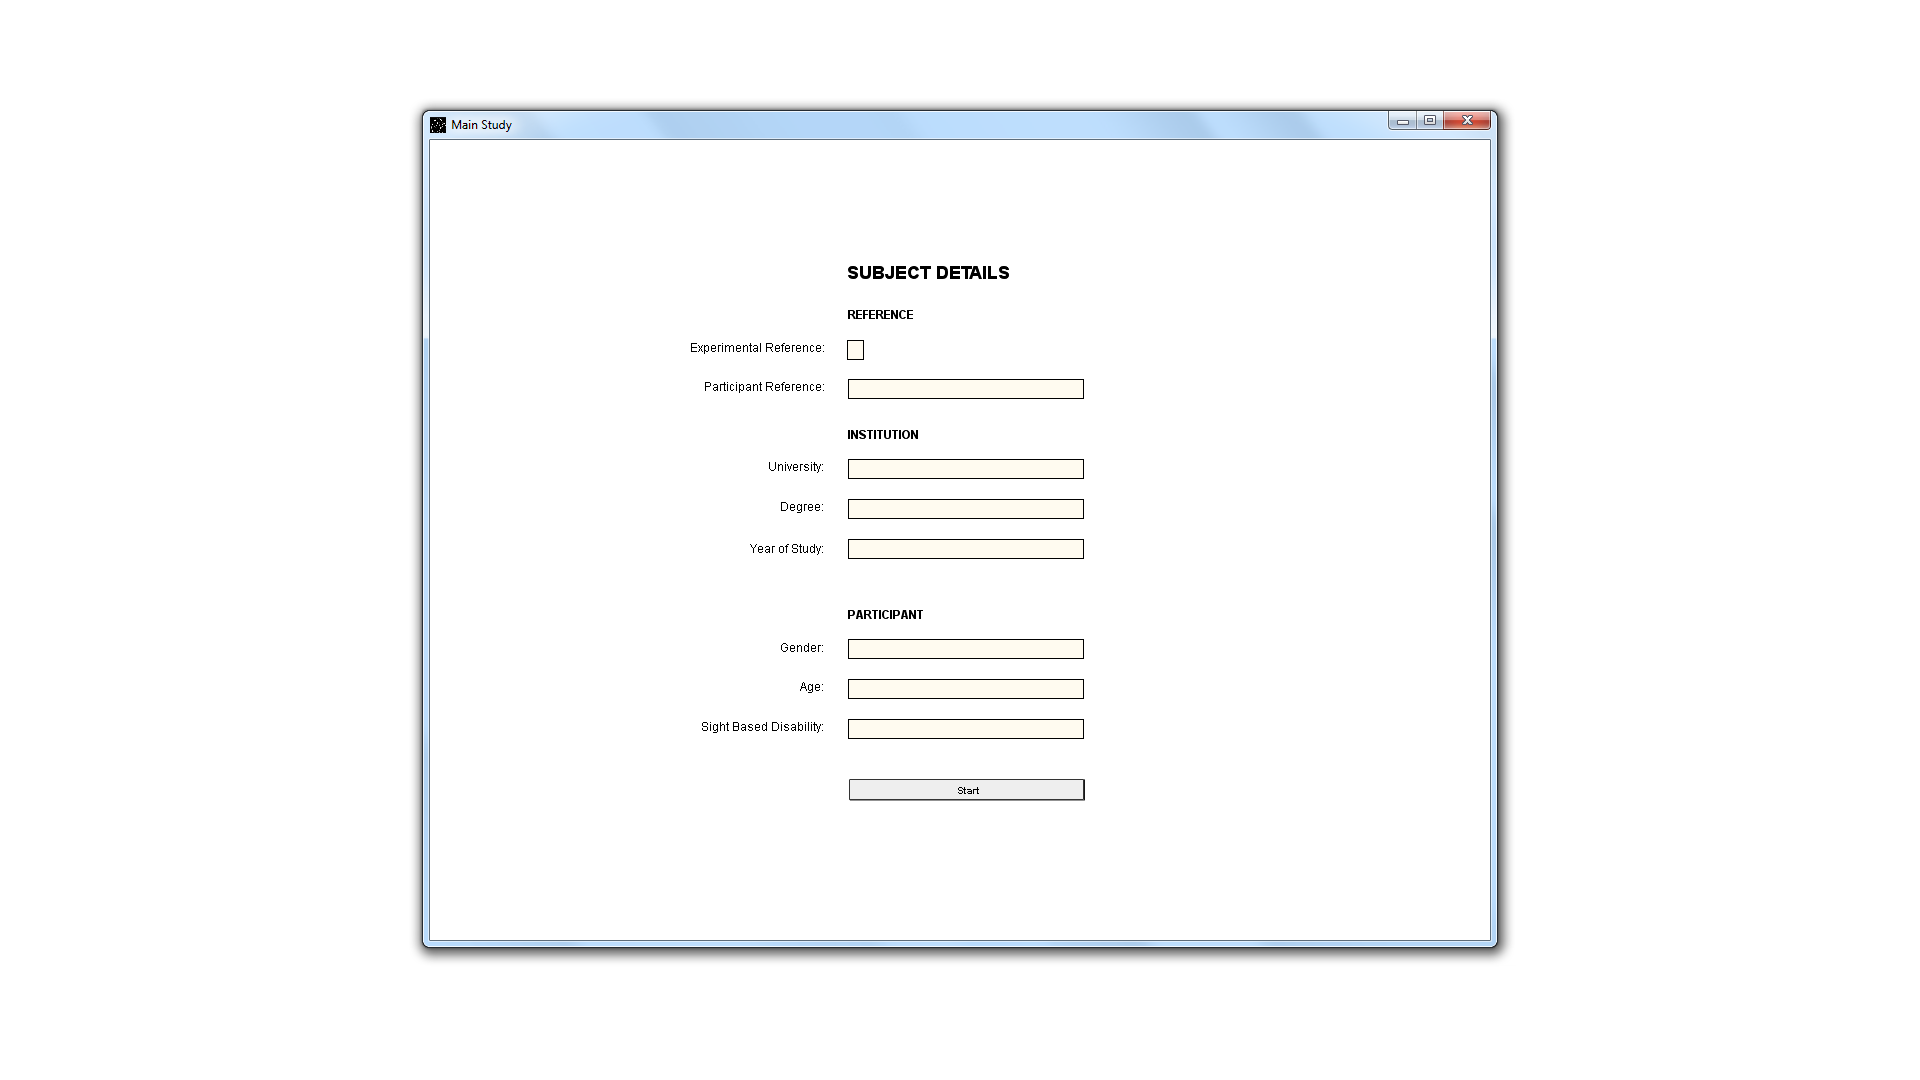 Main Study
SUBJECT DETAILS
REFERENCE
Experimental Reference:
Participant Reference:
INSTITUTION
University:
Degree:
Year of Study:
PARTICIPANT
Gender:
Age:
Sight Based Disability:
Start